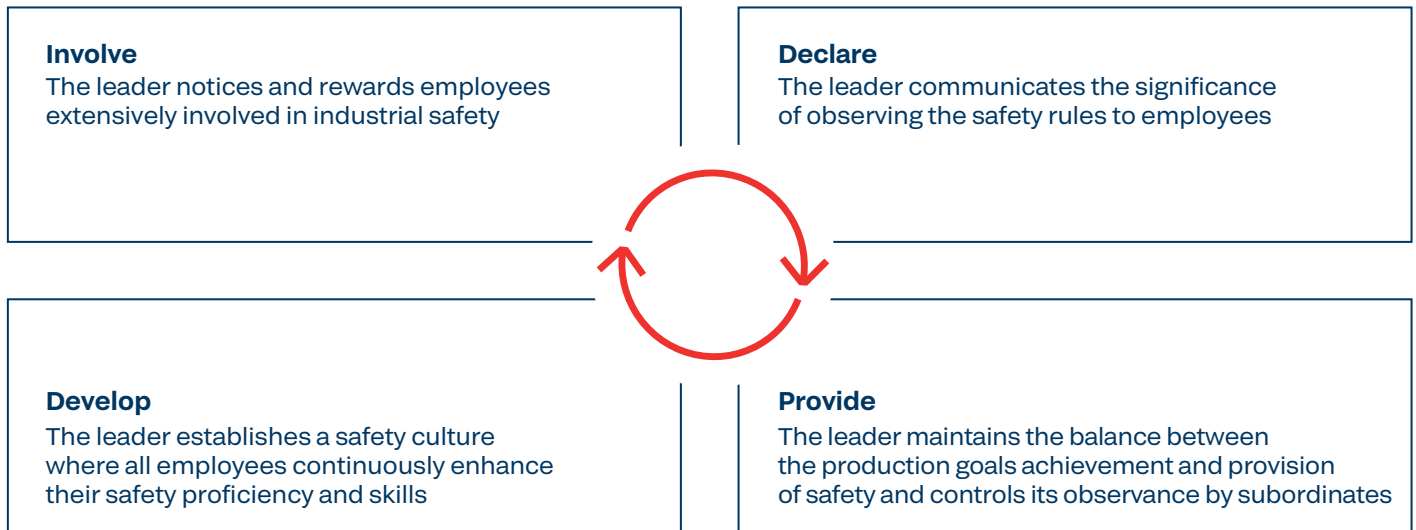 Involve
The leader notices and rewards employees
extensively involved in industrial safety
Declare
The leader communicates the significance
of observing the safety rules to employees
Develop
The leader establishes a safety culture
where all employees continuously enhance
their safety proficiency and skills
Provide
The leader maintains the balance between
the production goals achievement and provision
of safety and controls its observance by subordinates